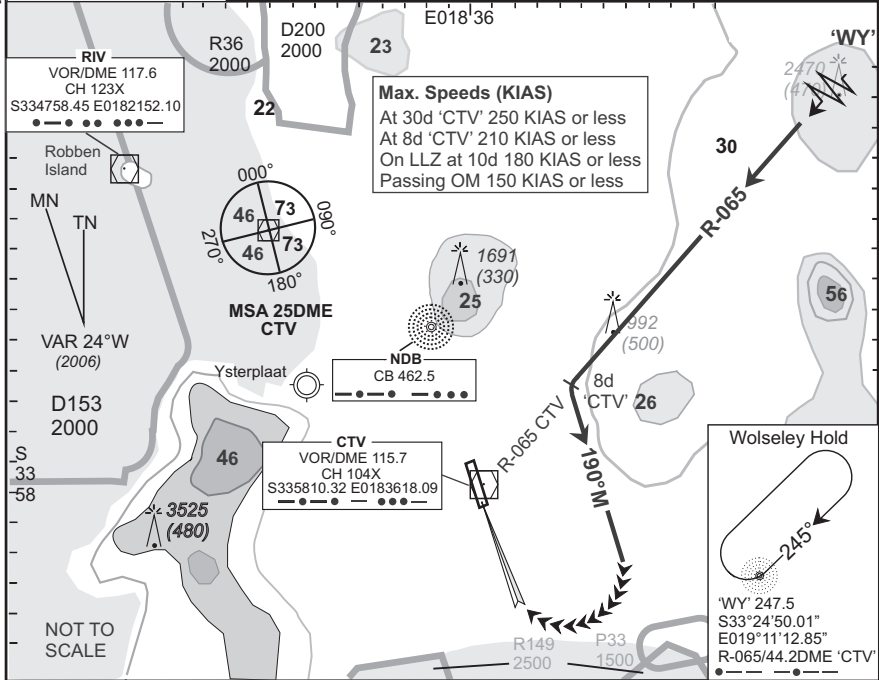 E018 36
'WY'
R36
2000
D200
2000
23
22
RIV
VOR/DME 117.6
CH 123X
S334758.45 E0182152.10
Robben
Island
MN
TN
VAR 24°W
(2006)
D153
2000
S
33
58
Max. Speeds (KIAS)
At 30d 'CTV' 250 KIAS or less
At 8d 'CTV' 210 KIAS or less
On LLZ at 10d 180 KIAS or less
Passing OM 150 KIAS or less
2470
30
R-065
000°
090°
180°
270°
46
73
46
73
MSA 25DME
CTV
1691
(330)
25
56
992
(500)
NDB
CB 462.5
Ysterplaat
8d
'CTV'
26
R-065 CTV
190°M
CTV
VOR/DME 115.7
CH 104X
S335810.32 E0183618.09
46
3525
(480)
NOT TO
SCALE
R149
2500
P33
1500
Wolseley Hold
245°
'WY' 247.5
S33°24'50.01"
E019°11'12.85"
R-065/44.2DME 'CTV'